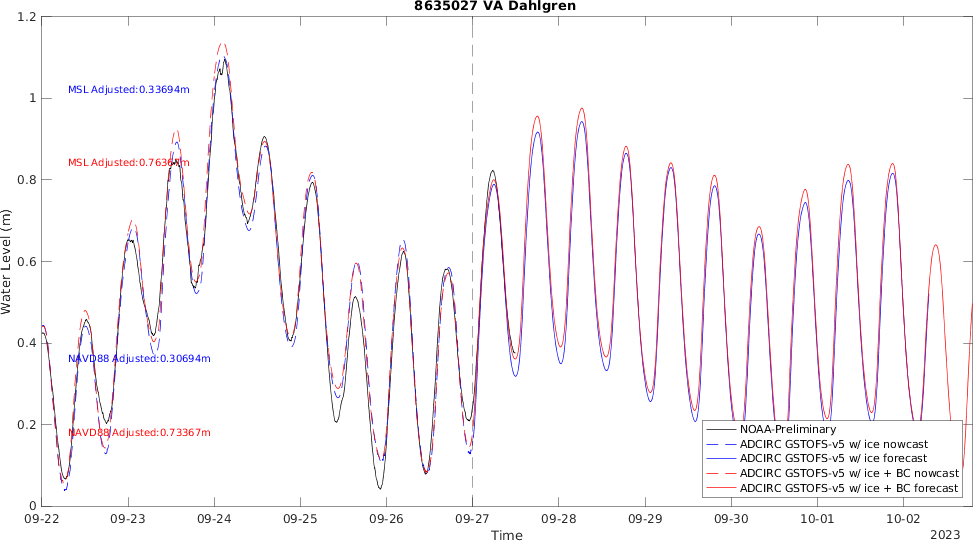 8635027 VA Dahlgren
Water Level (m)
1.2
1
0.8
0.6
0.4
0.2
0
MSL Adjusted:0.33694m
MSL Adjusted:0.76367m
NAVD88 Adjusted:0.30694m
NAVD88 Adjusted:0.73367m
NOAA-Preliminary
ADCIRC GSTOFS-v5 w/ ice nowcast
ADCIRC GSTOFS-v5 w/ ice forecast
ADCIRC GSTOFS-v5 w/ ice + BC nowcast
ADCIRC GSTOFS-v5 w/ ice + BC forecast
09-22 09-23 09-24 09-25 09-26 09-27 09-28 09-29 09-30 10-01 10-02
Time
2023